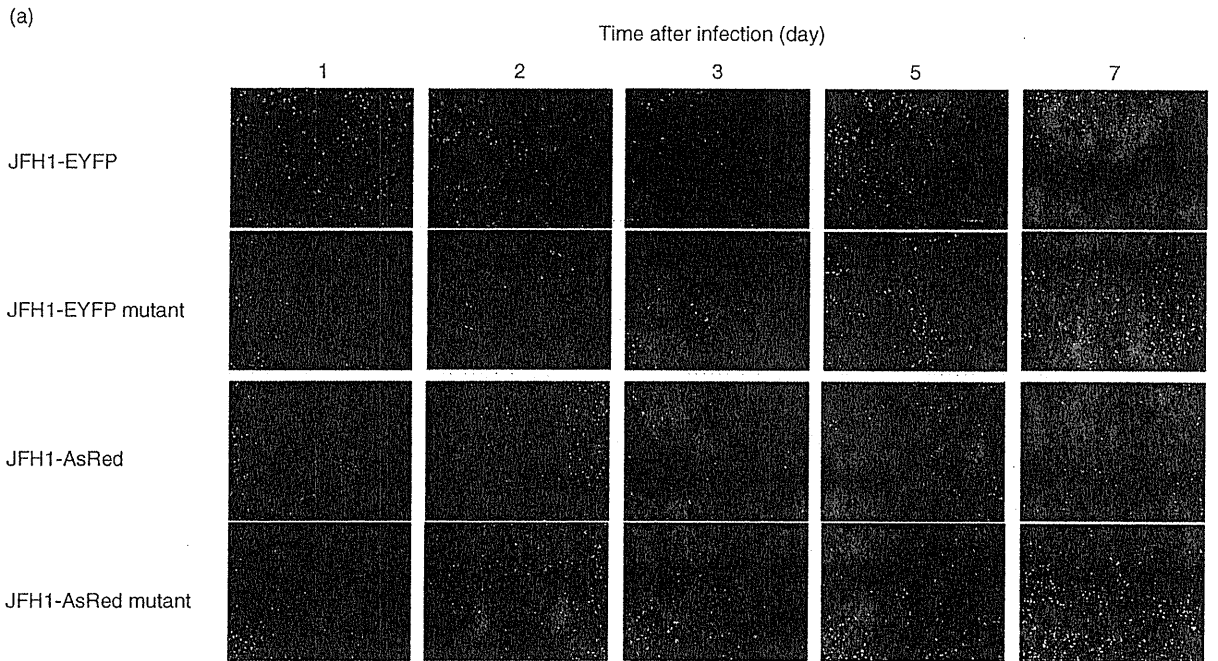 (a)
Time after infection (day)
1 2 3 5 7
JFH1-EYFP
JFH1-EYFP mutant
JFH1-AsRed
JFH1-AsRed mutant